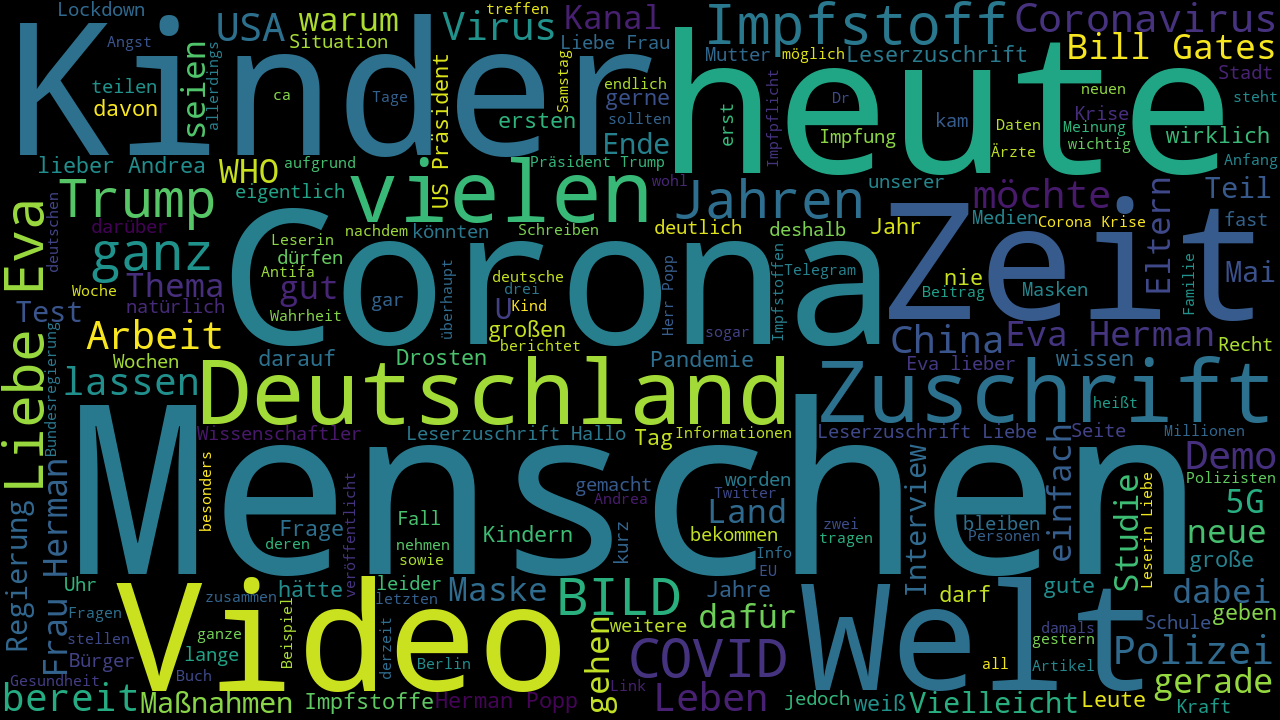 Lockdown
Kinder
USA
warum
Situation
Virus
treffen
Kanal
Liebe Frau
Impfstoff
Coronavirus
Bill Gates
Angst
teilen
davon
seien
allerdings
ca
Tage
US Präsident
Samstag
endlich
gerne
sollten
ersten
Ende
heute
Mutter
möglich
Leserzuschrift
Stadt
neuen
steht
erst
Impfpflicht
Dr
Impfung
kam
Daten
Ärzte
Krise
Meinung
wichtig
wirklich
Anfang
lieber Andrea
WHO
aufgrund
eigentlich
vielen
Präsident Trump
wohl
Jahren
unserer
möchte
Teil
Trump
darüber
deutschen
Liebe Eva
ganz
Leserin
dürfen
nachdem
könnten
Schreiben
deutlich
deshalb
Jahr
Medien
Corona Krise
Eltern
fast
Zeit
Corona
Antifa
gut
gar
überhaupt
deutsche
drei
U
Kind
Herr Popp
Impfstoffen
Telegram
nie
Beitrag
Masken
Familie
Mai
Woche
Thema
natürlich
Wahrheit
Test
Arbeit
großen
berichtet
sogar
China
Eva Herman
Recht
Wochen
darauf
Drosten
Pandemie
Eva lieber
wissen
Bundesregierung
lassen
Deutschland
Zuschrift
heißt
Wissenschaftler
Leserzuschrift Hallo
Tag
Informationen
Leserzuschrift Liebe
Seite
Millionen
Menschen
Demo
Regierung
Frau Herman
besonders
Frage
deren
veröffentlicht
Fall
nehmen
sowie
Kindern
gemacht
Andrea
kurz
worden
Twitter
Land
bekommen
Info
EU
zwei
tragen
Interview
bleiben
Personen
einfach
Studie
Leserin Liebe
Polizisten
5G
neue
große
Uhr
Video
zusammen
hätte
leider
letzten
Maske
BILD
Jahre
weitere
dafür
Welt
darf
gute
dabei
geben
Fragen
stellen
Bürger
Gesundheit
ganze
lange
Buch
Beispiel
derzeit
Berlin
gehen
COVID
all
damals
gestern
Artikel
Schule
Polizei
gerade
bereit
Maßnahmen
Impfstoffe
Herman Popp
Link
Leben
jedoch
weiß
Vielleicht
Leute
Kraft